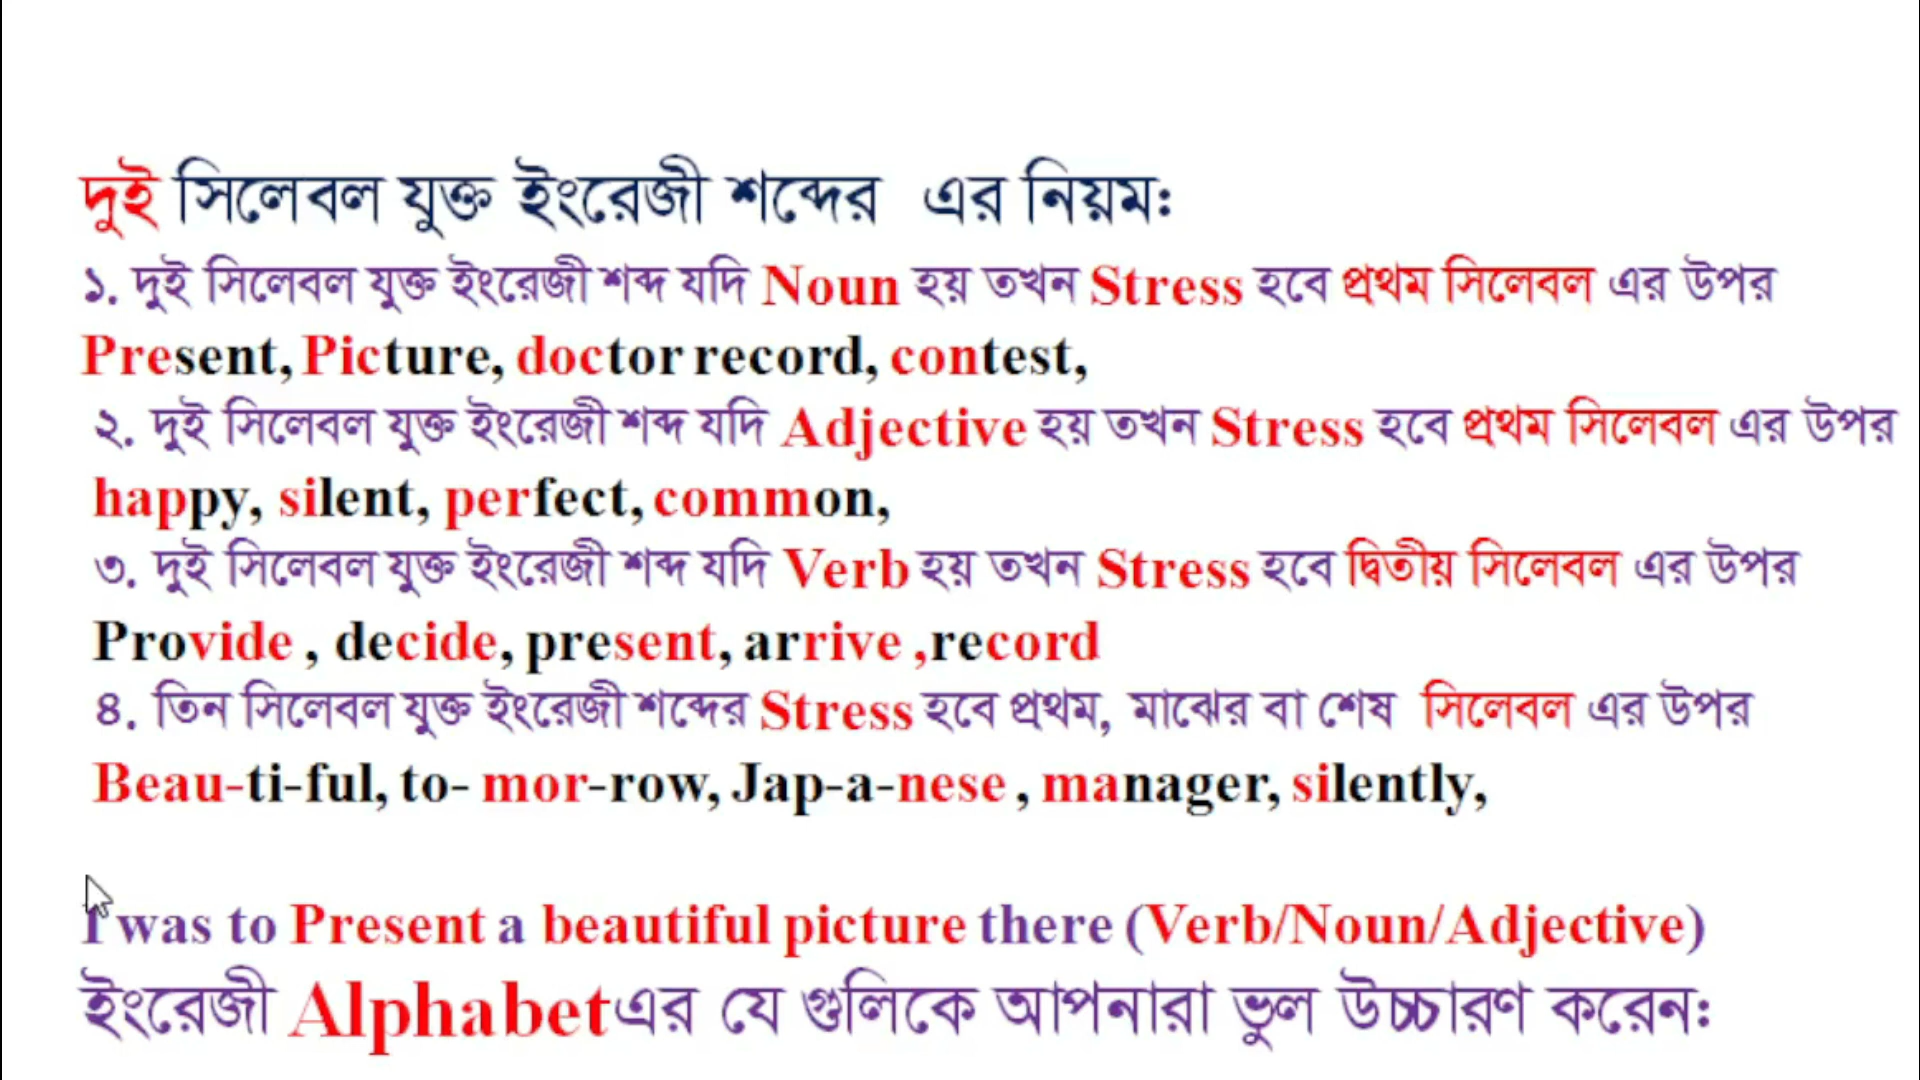 দুই সিলেবল যুক্ত ইংরেজী শব্দের এর নিয়ম:
১. দুই সিলেবল যুক্ত ইংরেজী শব্দ যদি Noun হয় তখন Stress হবে প্রথম সিলেবল এর উপর
Present, Picture, doctor record, contest,
২. দুই সিলেবল যুক্ত ইংরেজী শব্দ যদি Adjective হয় তখন Stress হবে প্রথম সিলেবল এর উপর
happy, silent, perfect, common,
৩. দুই সিলেবল যুক্ত ইংরেজী শব্দ যদি Verb হয় তখন Stress হবে দ্বিতীয় সিলেবল এর উপর
Provide , decide, present, arrive ,record
৪. তিন সিলেবল যুক্ত ইংরেজী শব্দের Stress হবে প্রথম, মাঝের বা শেষ সিলেবল এর উপর
Beau-ti-ful, to- mor-row, Jap-a-nese , manager, silently,
I was to Present a beautiful picture there (Verb/Noun/Adjective)
ইংরেজী Alphabetএর যে গুলিকে আপনারা ভুল উচ্চারণ করেন: